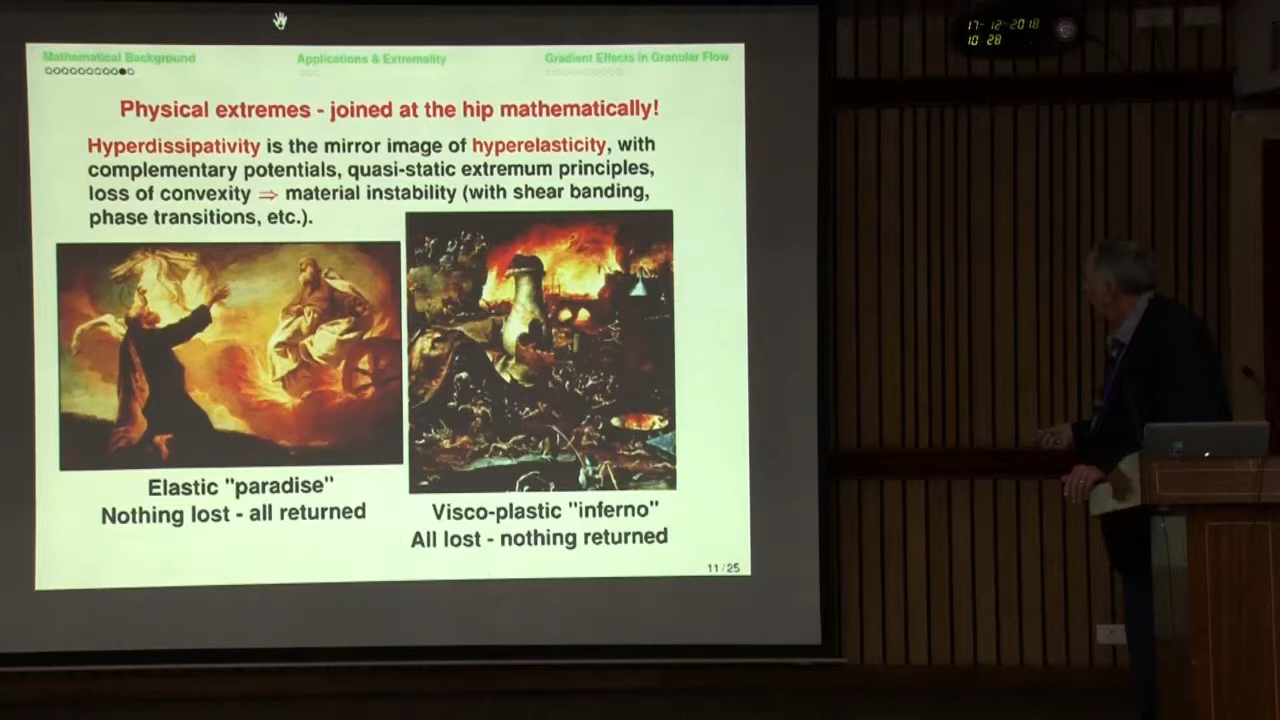 17-12-2018
10-28
Mathematical Background Applications & Extremality Gradient Effects in Granular Flow
Physical extremes - joined at the hip mathematically!
Hyperdissipativity is the mirror image of hyperelasticity, with
complementary potentials, quasi-static extremum principles,
loss of convexity ⇒ material instability (with shear banding,
phase transitions, etc.).
Elastic "paradise"
Nothing lost - all returned
Visco-plastic "inferno"
All lost - nothing returned
11/25